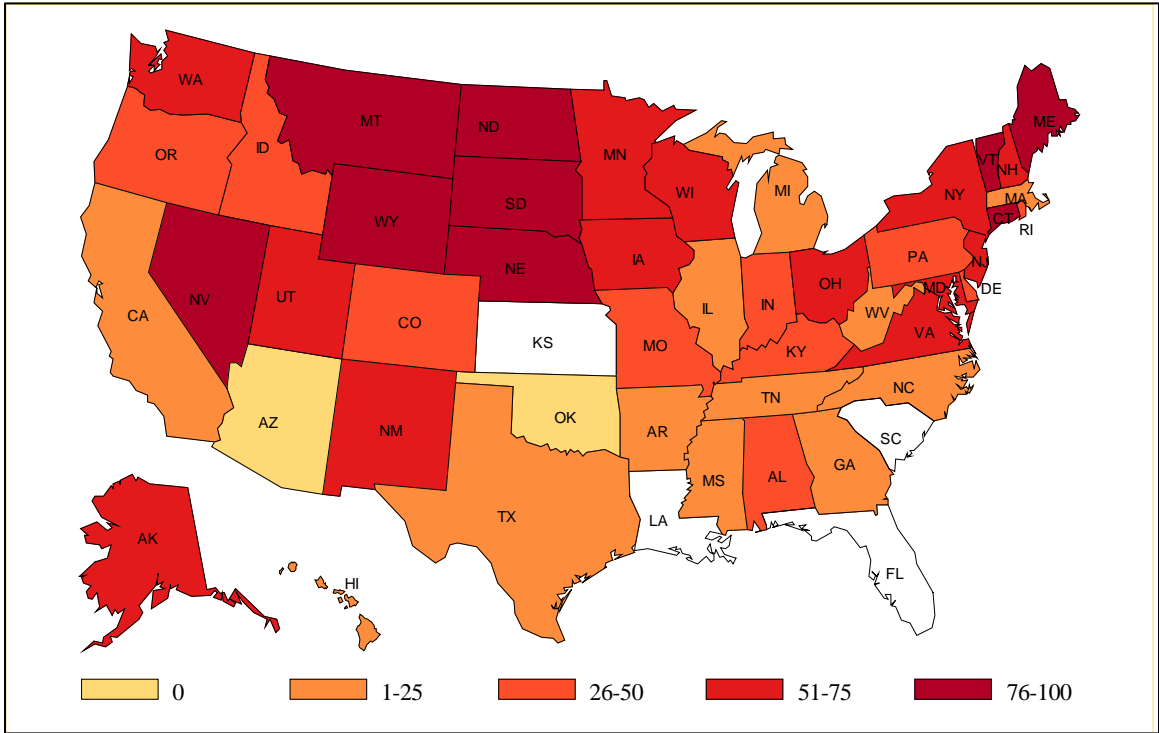 WA
MT
ND
ME
OR
ID
MN
VT
NH
WI
MI
NY
MA
WY
SD
CT
RI
NE
IA
PA
NJ
NV
UT
OH
MD
DE
CA
CO
IL
IN
WV
VA
KS
MO
KY
AZ
NM
OK
AR
TN
NC
SC
MS
AL
GA
TX
LA
AK
HI
FL
0
1-25
26-50
51-75
76-100